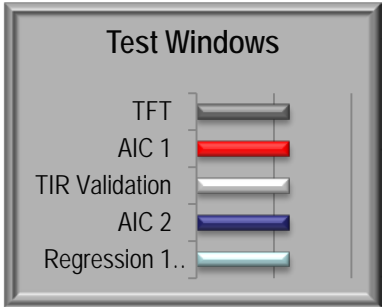 Test Windows
TFT
AIC 1
TIR Validation
AIC 2
Regression 1..